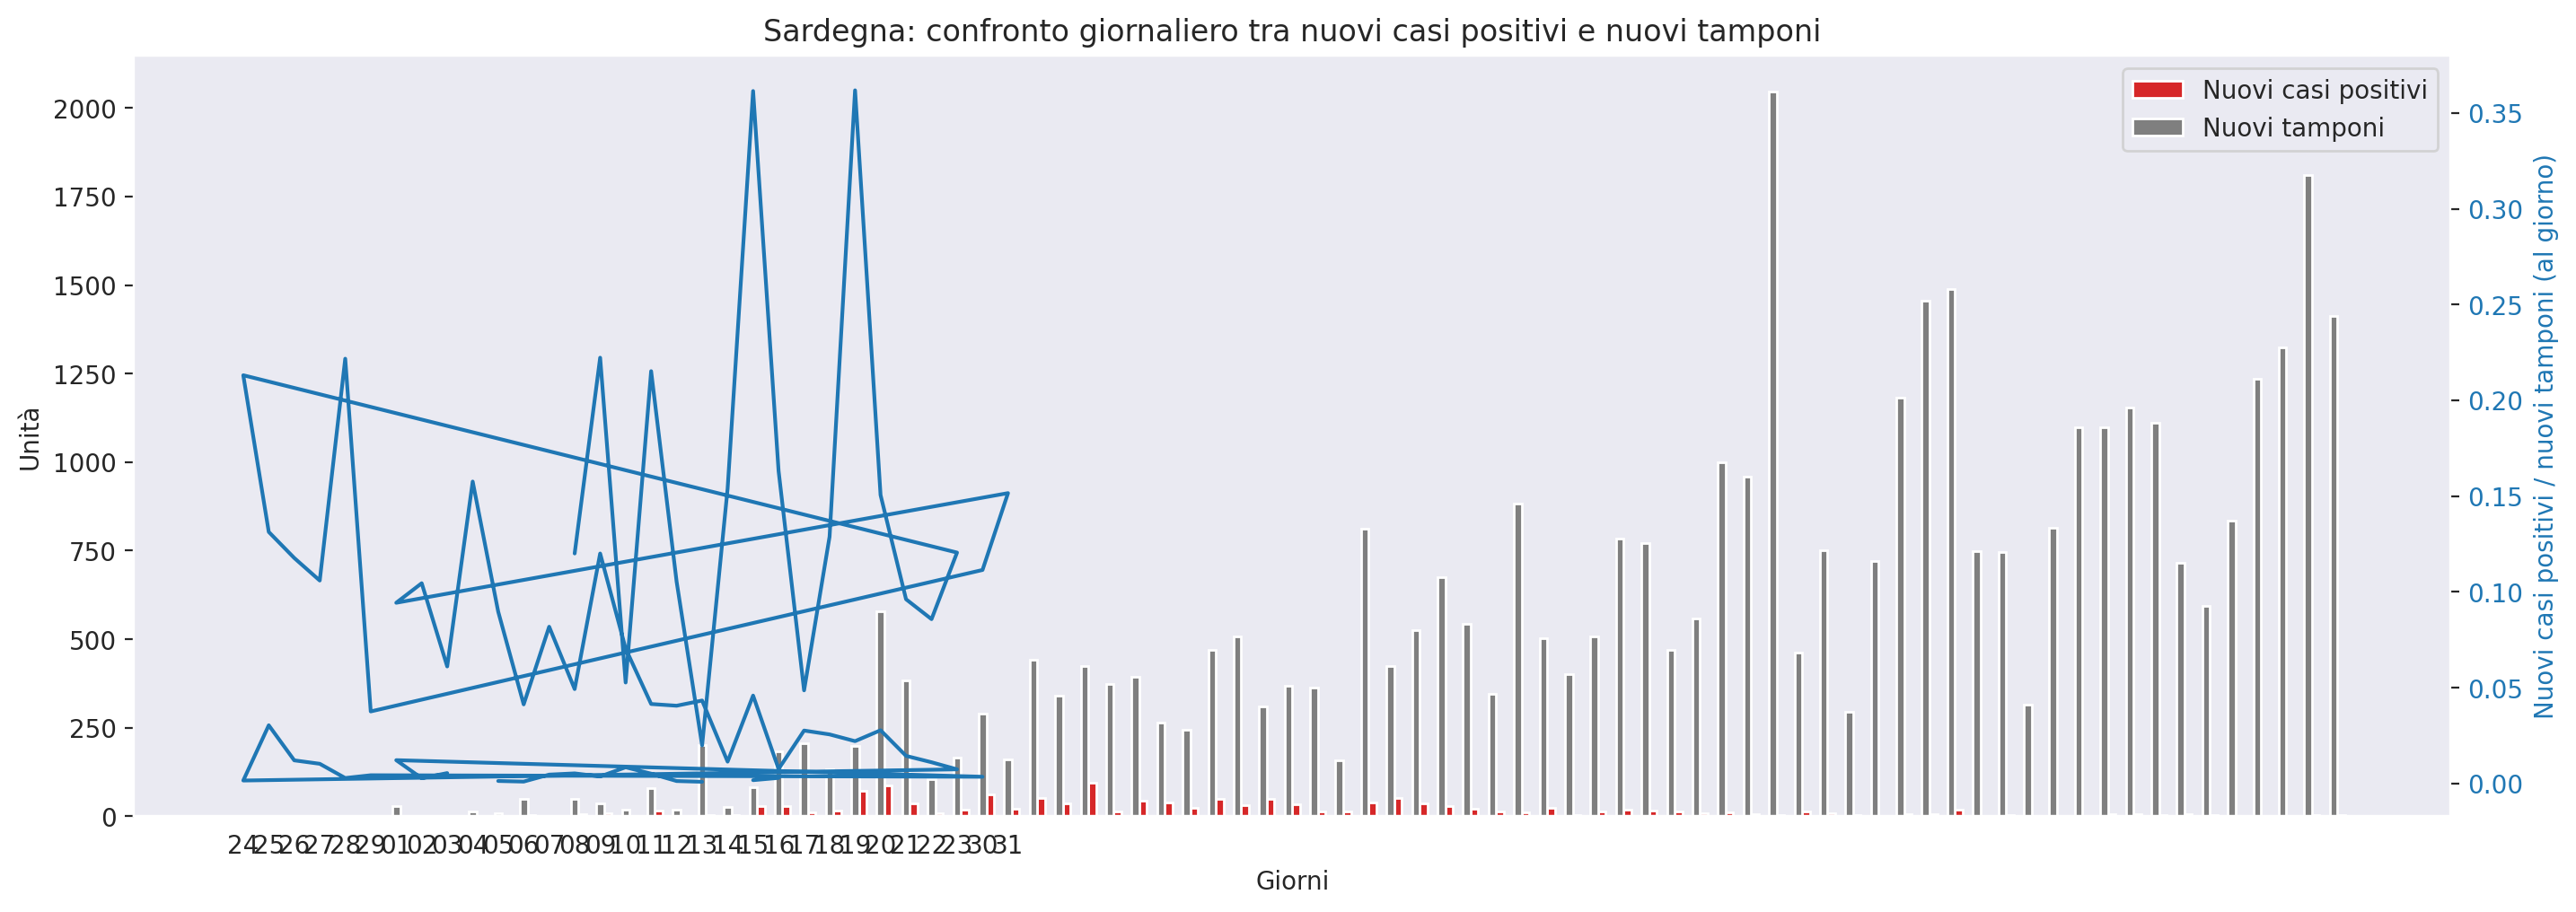 Sardegna: confronto giornaliero tra nuovi casi positivi e nuovi tamponi
Nuovi casi positivi
Nuovi tamponi
2000
1750
1500
1250
1000
750
500
250
0
Unità
0.35
0.30
0.25
0.20
0.15
0.10
0.05
0.00
Nuovi casi positivi / nuovi tamponi (al giorno)
24 25 26 27 28 29 01 02 03 04 05 06 07 08 09 10 11 12 13 14 15 16 17 18 19 20 21 22 23 30 31
Giorni